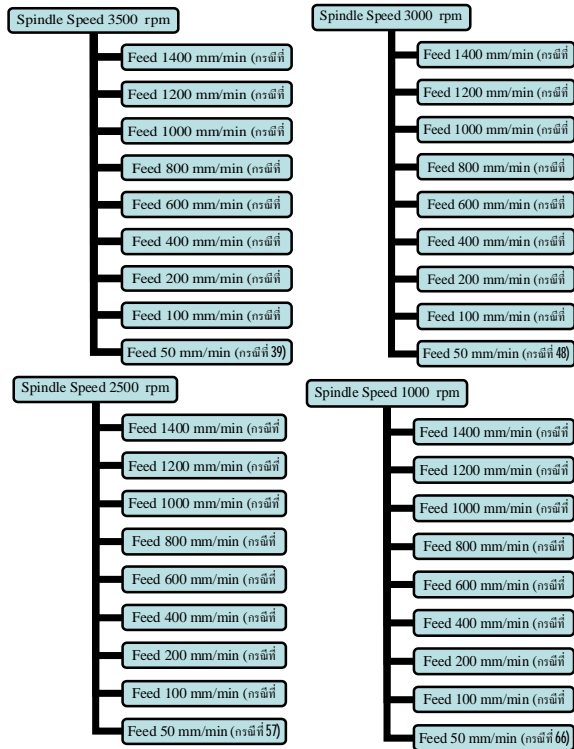 Spindle Speed 3500 rpm
Feed 1400 mm/min (กรณีที่
Feed 1200 mm/min (กรณีที่
Feed 1000 mm/min (กรณีที่
Feed 800 mm/min (กรณีที่
Feed 600 mm/min (กรณีที่
Feed 400 mm/min (กรณีที่
Feed 200 mm/min (กรณีที่
Feed 100 mm/min (กรณีที่
Feed 50 mm/min (กรณีที่ 39)
Spindle Speed 3000 rpm
Feed 1400 mm/min (กรณีที่
Feed 1200 mm/min (กรณีที่
Feed 1000 mm/min (กรณีที่
Feed 800 mm/min (กรณีที่
Feed 600 mm/min (กรณีที่
Feed 400 mm/min (กรณีที่
Feed 200 mm/min (กรณีที่
Feed 100 mm/min (กรณีที่
Feed 50 mm/min (กรณีที่ 48)
Spindle Speed 2500 rpm
Feed 1400 mm/min (กรณีที่
Feed 1200 mm/min (กรณีที่
Feed 1000 mm/min (กรณีที่
Feed 800 mm/min (กรณีที่
Feed 600 mm/min (กรณีที่
Feed 400 mm/min (กรณีที่
Feed 200 mm/min (กรณีที่
Feed 100 mm/min (กรณีที่
Feed 50 mm/min (กรณีที่ 57)
Spindle Speed 1000 rpm
Feed 1400 mm/min (กรณีที่
Feed 1200 mm/min (กรณีที่
Feed 1000 mm/min (กรณีที่
Feed 800 mm/min (กรณีที่
Feed 600 mm/min (กรณีที่
Feed 400 mm/min (กรณีที่
Feed 200 mm/min (กรณีที่
Feed 100 mm/min (กรณีที่
Feed 50 mm/min (กรณีที่ 66)